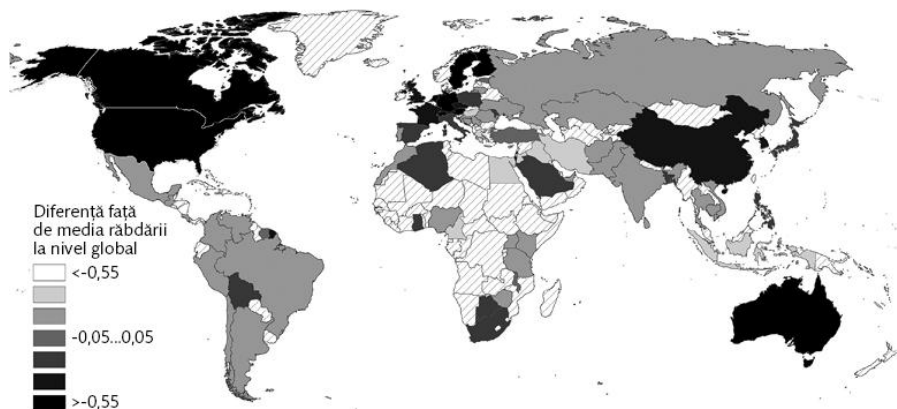 Diferență față
de media răbdării
la nivel global
<-0,55
-0,05...0,05
>-0,55